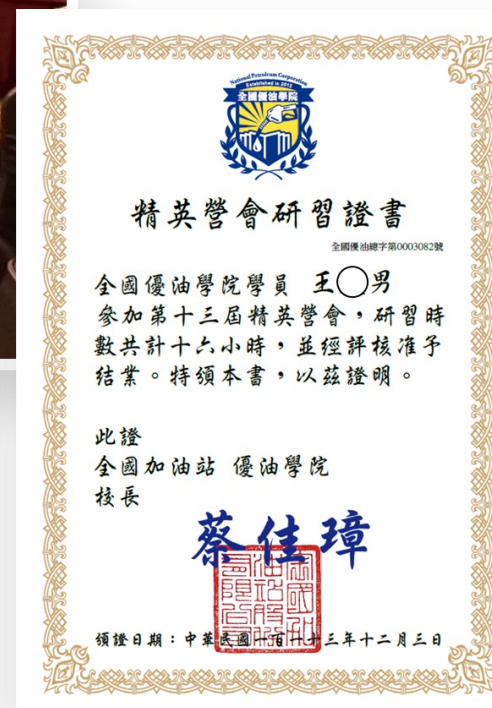 National Petroleum Corporation
Established in 2012
全國優油學院
精英營會研習證書
全國優油總字第0003082號
全國優油學院學員 王◯男
參加第十三屆精英營會，研習時
數共計十六小時，並經評核准予
結業。特頒本書，以茲證明。
此證
全國加油站 優油學院
校長
蔡佳璋
頒證日期：中華民國一百一十三年十二月三日